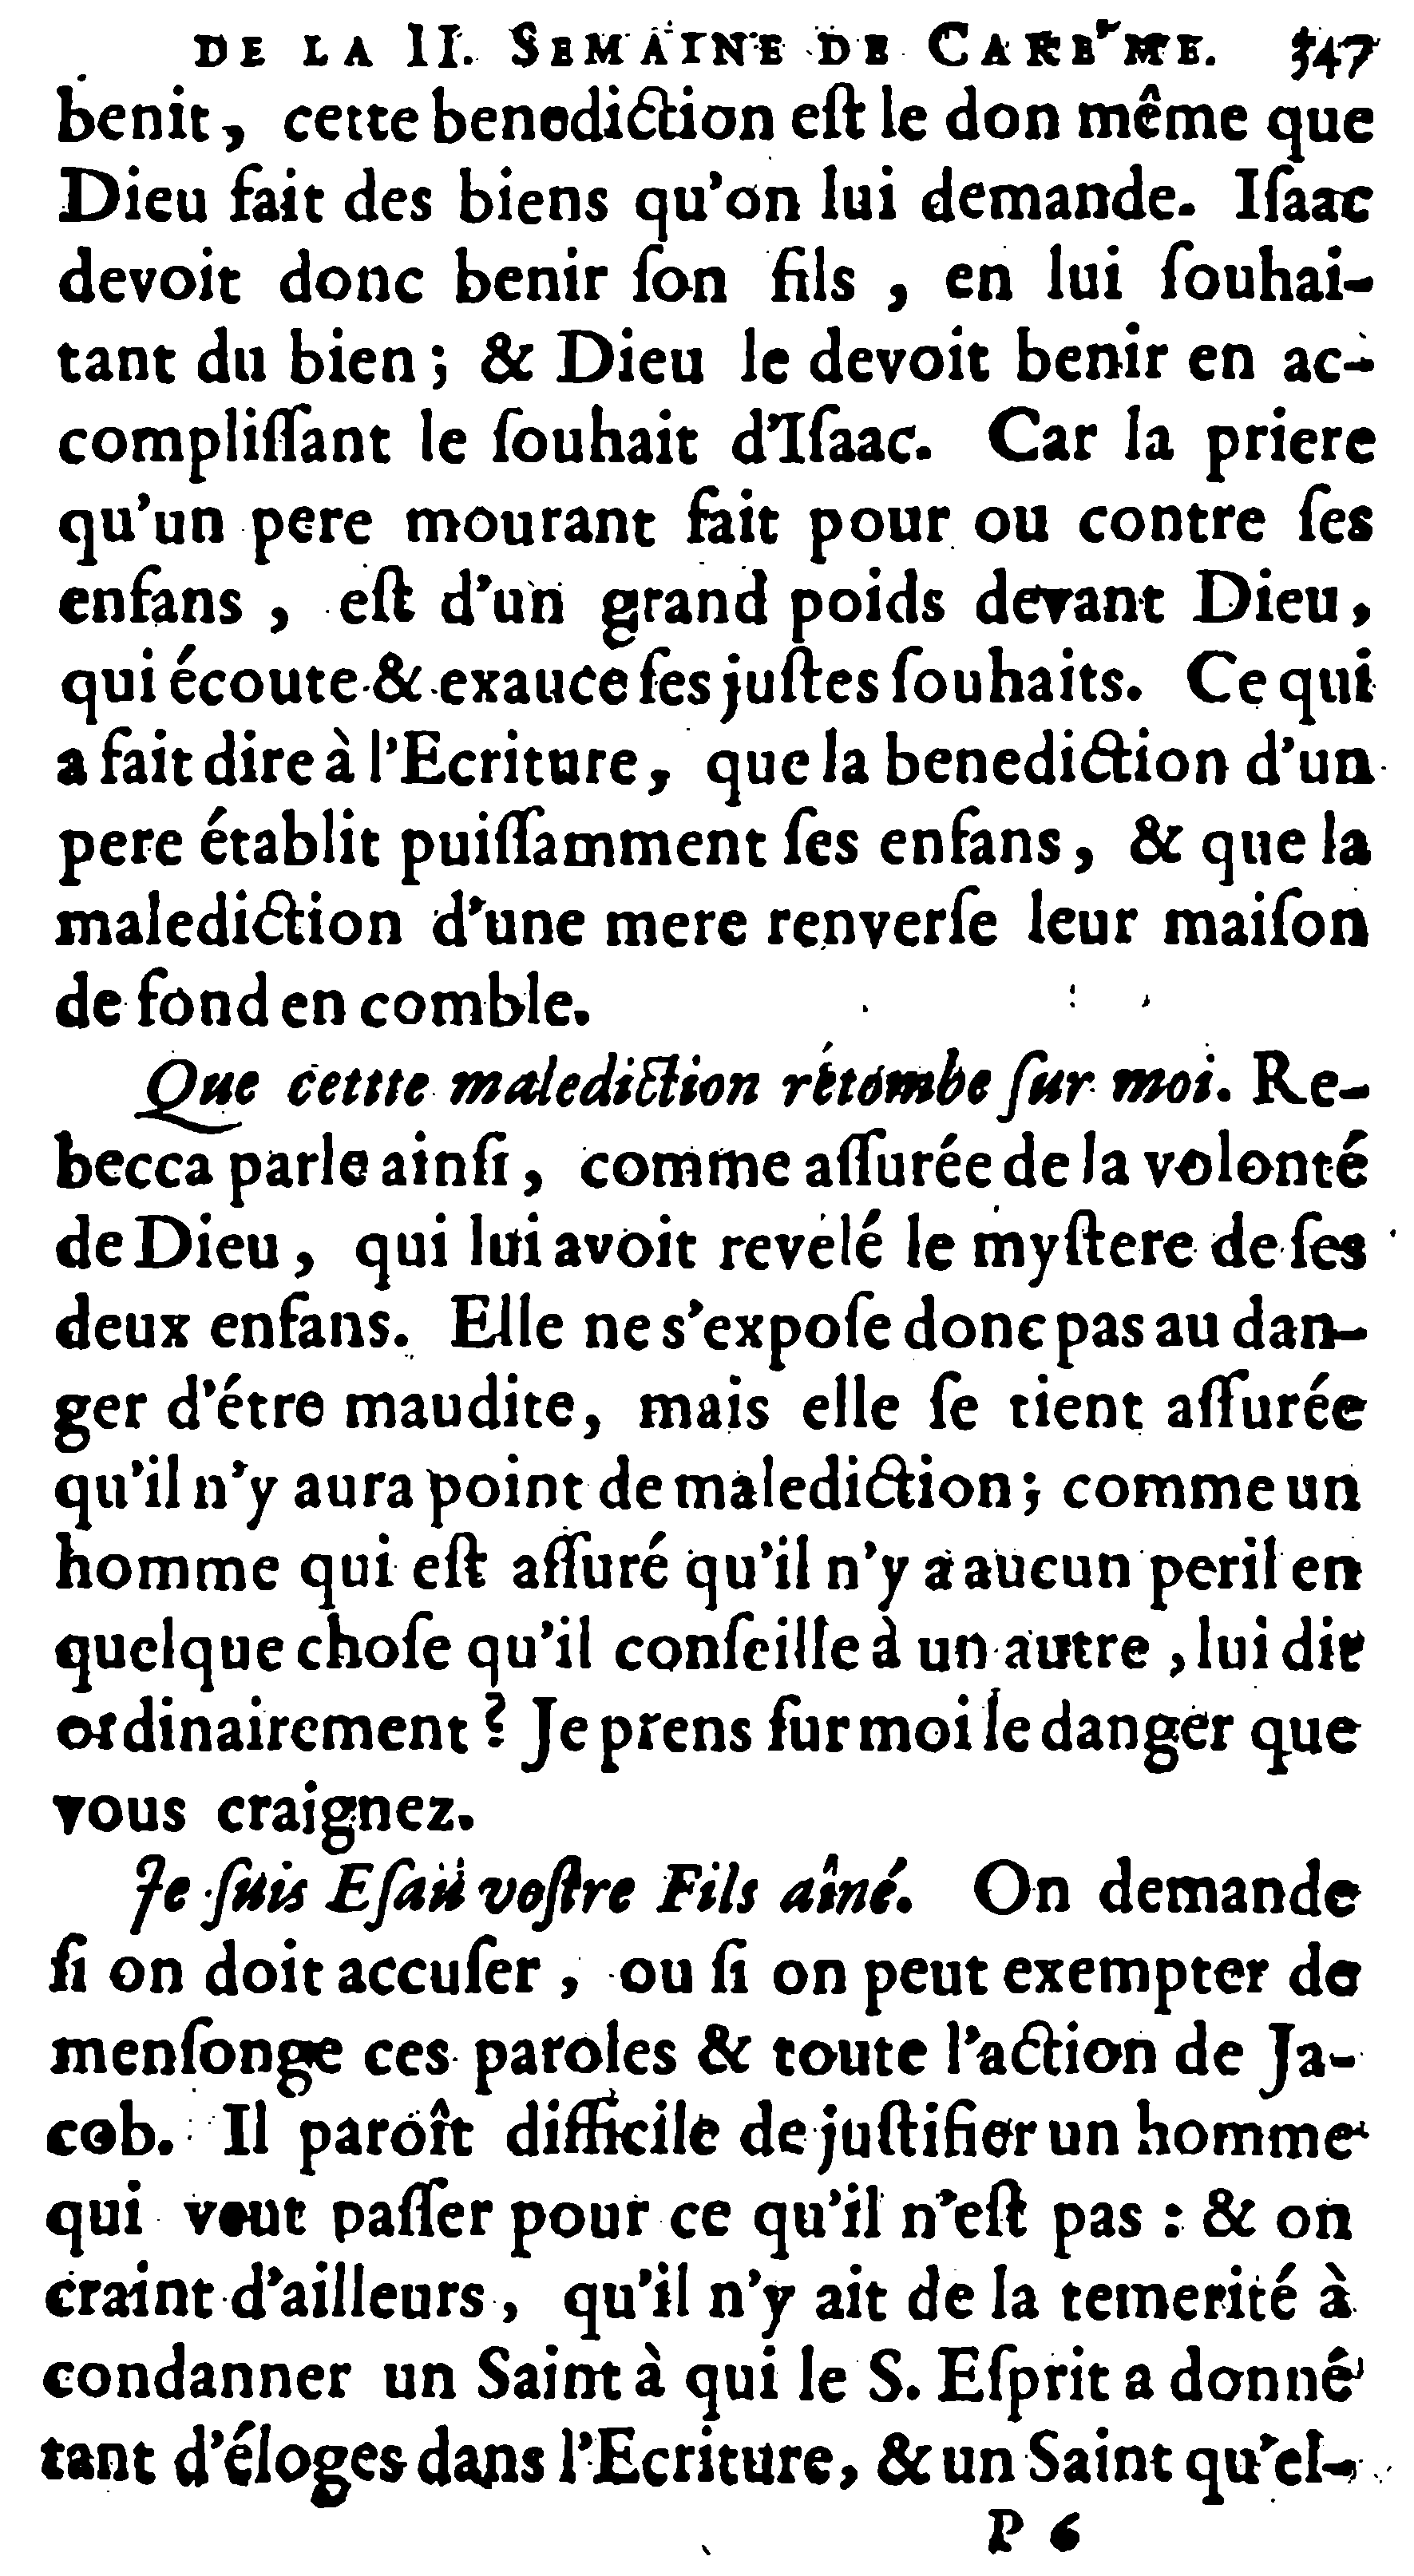 DE LA II. SEMAINE DE CAREME. 347
benit, cette benediction eſt le don même que
Dieu fait des biens qu'on lui demande. Iſaac
devoit donc benir ſon fils , en lui ſouhai-
tant du bien ; & Dieu le devoit benir en ac-
compliſſant le ſouhait d'Iſaac. Car la priere
qu'un pere mourant fait pour ou contre ſes
enfans , eſt d'un grand poids devant Dieu,
qui écoute & exauce ſes juſtes ſouhaits. Ce qui
a fait dire à l'Ecriture, que la benediction d'un
pere établit puiſſamment ſes enfans, & que la
malediction d'une mere renverſe leur maiſon
de fond en comble.
Que cettte malediction retombe ſur moi. Re-
becca parle ainſi, comme aſſurée de la volonté
de Dieu, qui lui avoit revelé le myſtere de ſes
deux enfans. Elle ne s'expoſe donc pas au dan-
ger d'étre maudite, mais elle ſe tient aſſurée
qu'il n'y aura point de malediction; comme un
homme qui eſt aſſuré qu'il n'y a aucun peril en
quelque choſe qu'il conſeille à un autre , lui dit
ordinairement ? Je prens ſur moi le danger que
vous craignez.
Je ſuis Eſaü voſtre Fils aîné. On demande
ſi on doit accuſer , ou ſi on peut exempter de
menſonge ces paroles & toute l'action de Ja-
cob. Il paroît difficile de juſtifier un homme
qui veut paſſer pour ce qu'il n'eſt pas : & on
craint d'ailleurs , qu'il n'y ait de la temerité à
condanner un Saint à qui le S. Eſprit a donné
tant d'éloges dans l'Ecriture, & un Saint qu'el-
P 6